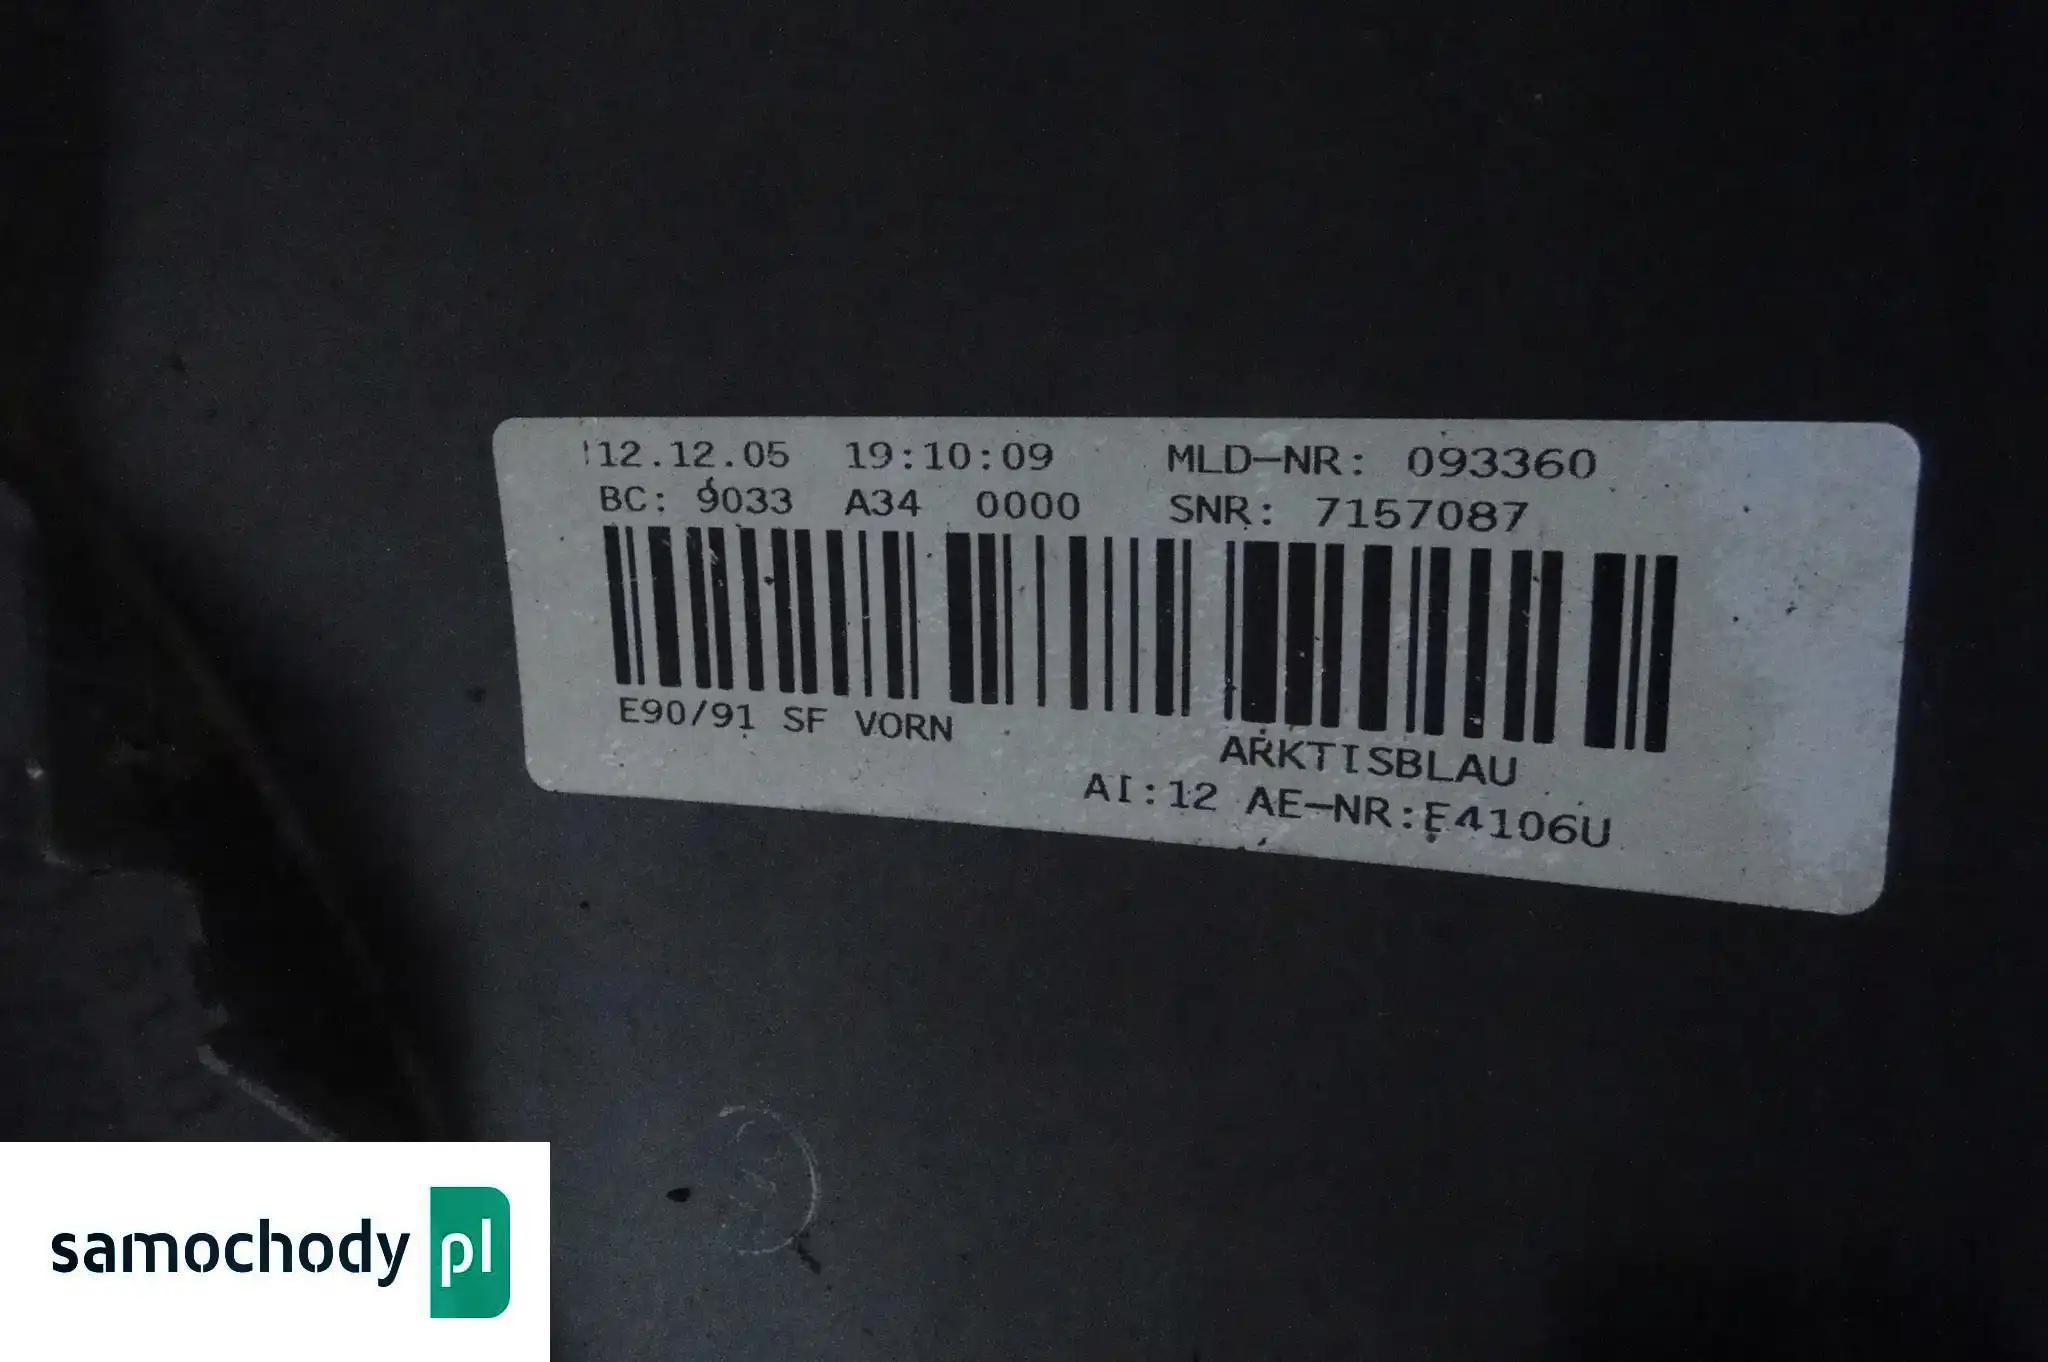 12.12.05 19:10:09 MLD-NR: 093360
BC: 9033 A34 0000 SNR: 7157087
E90/91 SF VORN
ARKTISBLAU
AI:12 AE-NR:E4106U
samochody pl